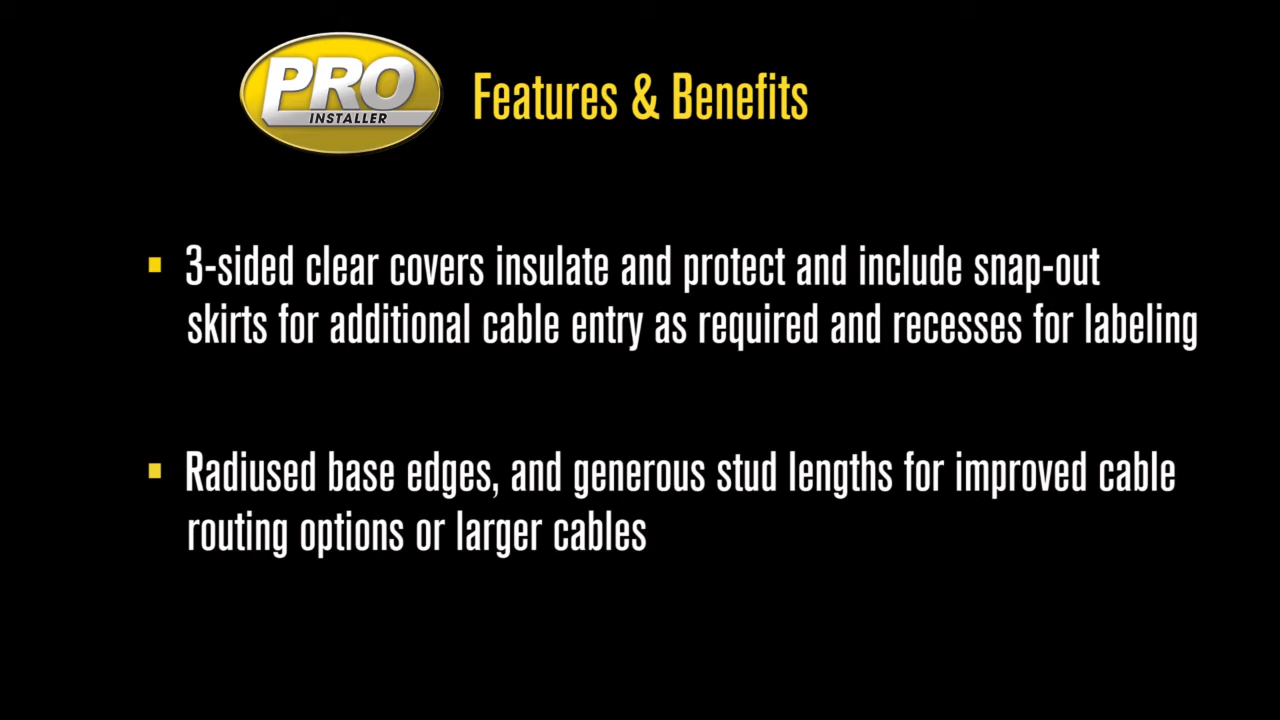 PRO
INSTALLER
Features & Benefits
▪ 3-sided clear covers insulate and protect and include snap-out
skirts for additional cable entry as required and recesses for labeling
▪ Radiused base edges, and generous stud lengths for improved cable
routing options or larger cables